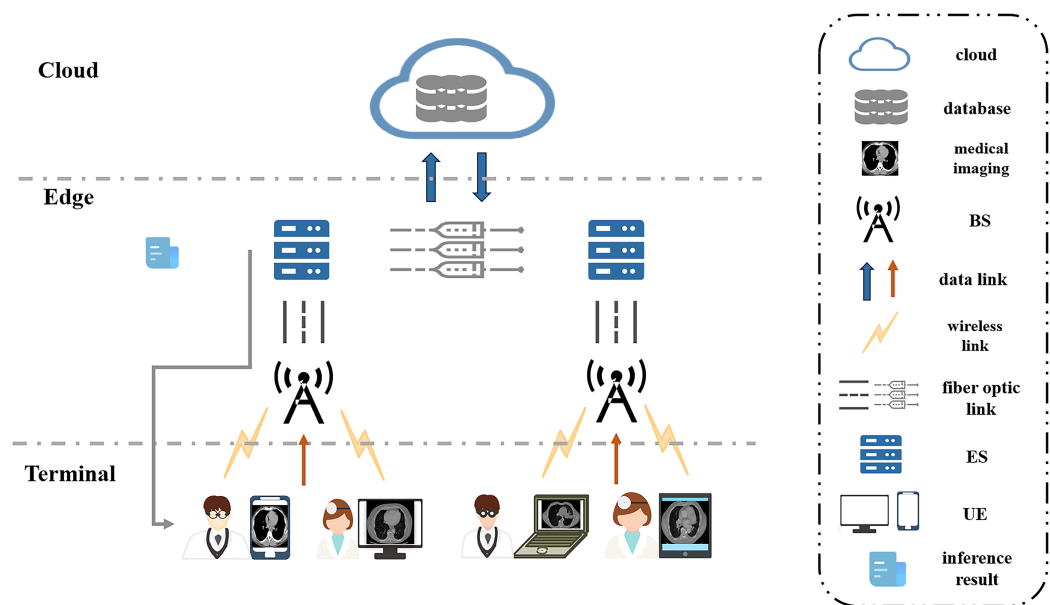 Cloud
Edge
Terminal
cloud
database
medical
imaging
BS
data link
wireless
link
fiber optic
link
ES
UE
inference
result